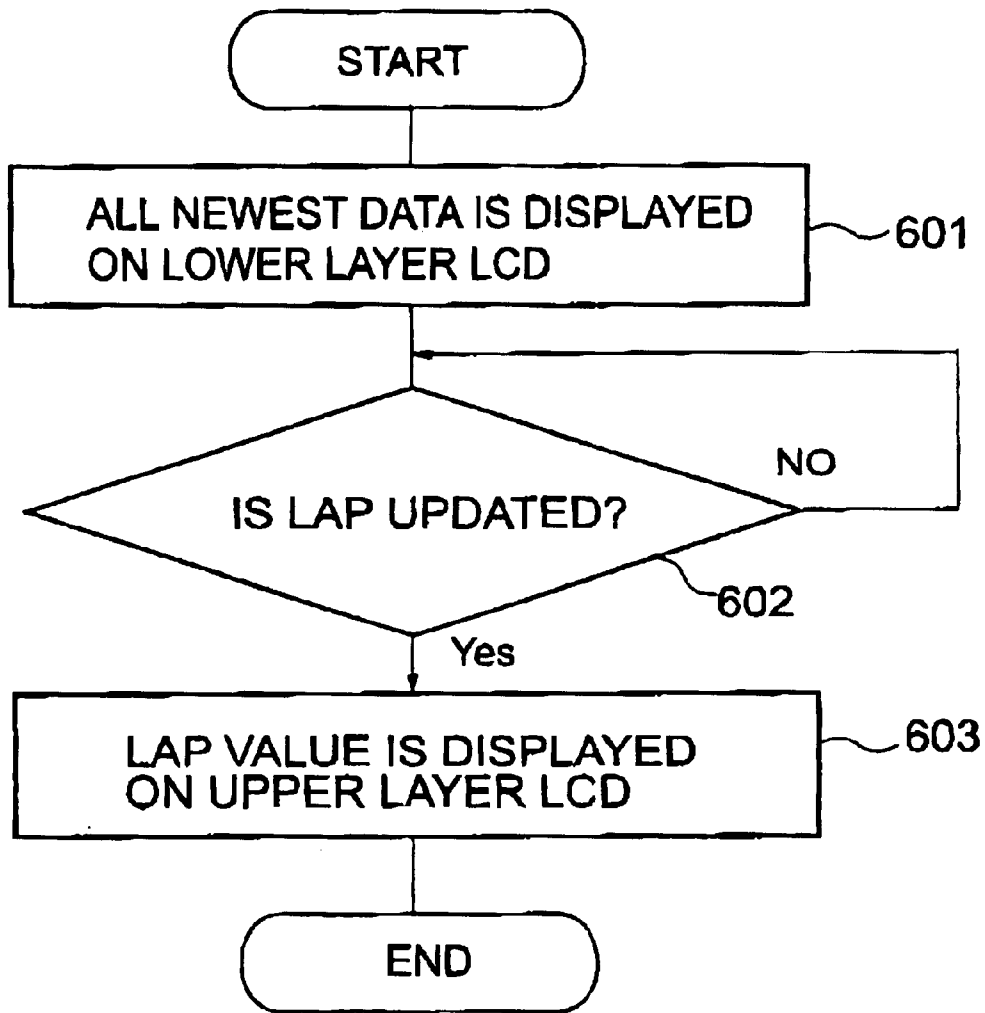 START
ALL NEWEST DATA IS DISPLAYED
ON LOWER LAYER LCD
601
NO
IS LAP UPDATED?
602
Yes
LAP VALUE IS DISPLAYED
ON UPPER LAYER LCD
603
END